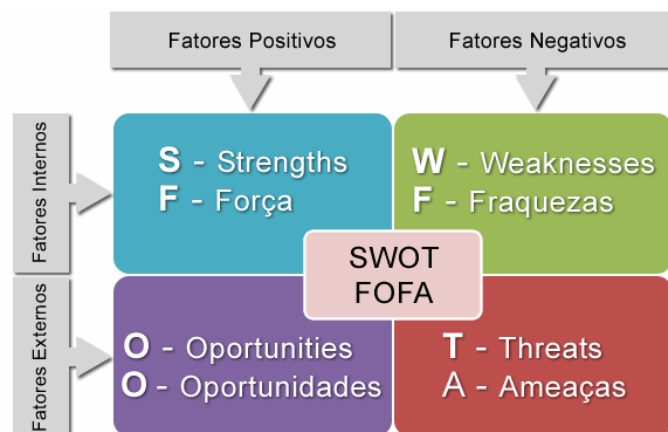 Fatores Positivos
Fatores Negativos
Fatores Internos
S - Strengths
F - Força
W - Weaknesses
F - Fraquezas
SWOT
FOFA
Fatores Externos
O - Oportunities
O - Oportunidades
T - Threats
A - Ameaças